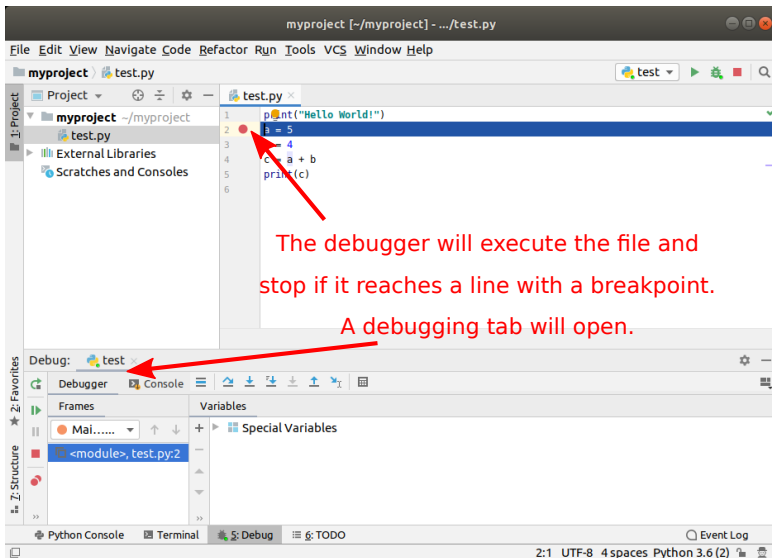 myproject [~/myproject] - .../test.py
File Edit View Navigate Code Refactor Run Tools VCS Window Help
myproject test.py test
1: Project
Project test.py
myproject ~/myproject
test.py
External Libraries
Scratches and Consoles
1 print("Hello World!")
2 a = 5
3 = 4
4 c = a + b
5 print(c)
6
The debugger will execute the file and
stop if it reaches a line with a breakpoint.
A debugging tab will open.
2: Favorites
7: Structure
Debug: test
Debugger Console
Frames Variables
Mai...... Special Variables
<module>, test.py:2
Python Console Terminal 5: Debug 6: TODO Event Log
2:1 UTF-8 4 spaces Python 3.6 (2)